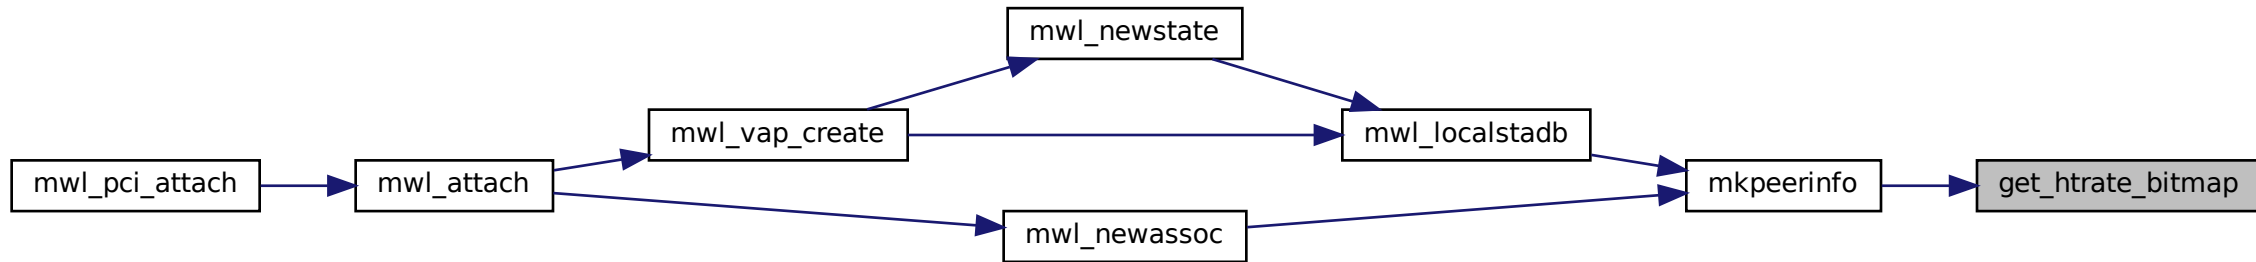 mwl_newstate
mwl_vap_create
mwl_localstadb
mwl_pci_attach
mwl_attach
mkpeerinfo
get_htrate_bitmap
mwl_newassoc